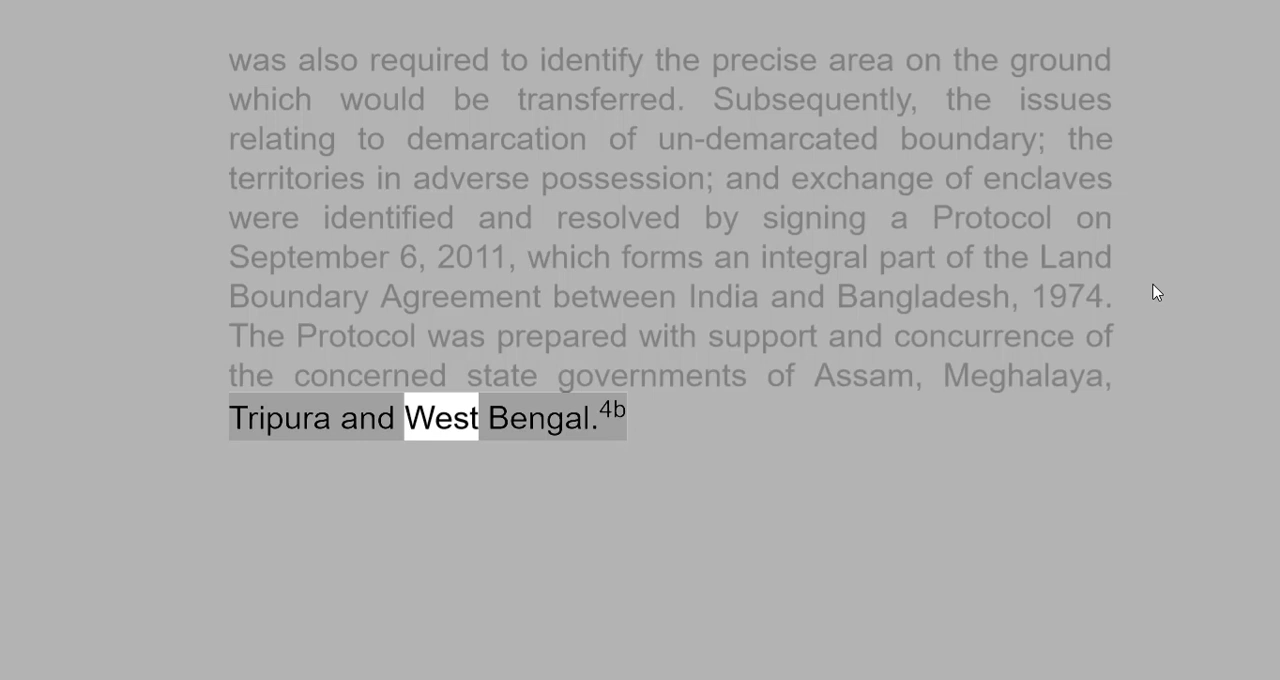 was also required to identify the precise area on the ground
which would be transferred. Subsequently, the issues
relating to demarcation of un-demarcated boundary; the
territories in adverse possession; and exchange of enclaves
were identified and resolved by signing a Protocol on
September 6, 2011, which forms an integral part of the Land
Boundary Agreement between India and Bangladesh, 1974.
The Protocol was prepared with support and concurrence of
the concerned state governments of Assam, Meghalaya,
Tripura and West Bengal.4b